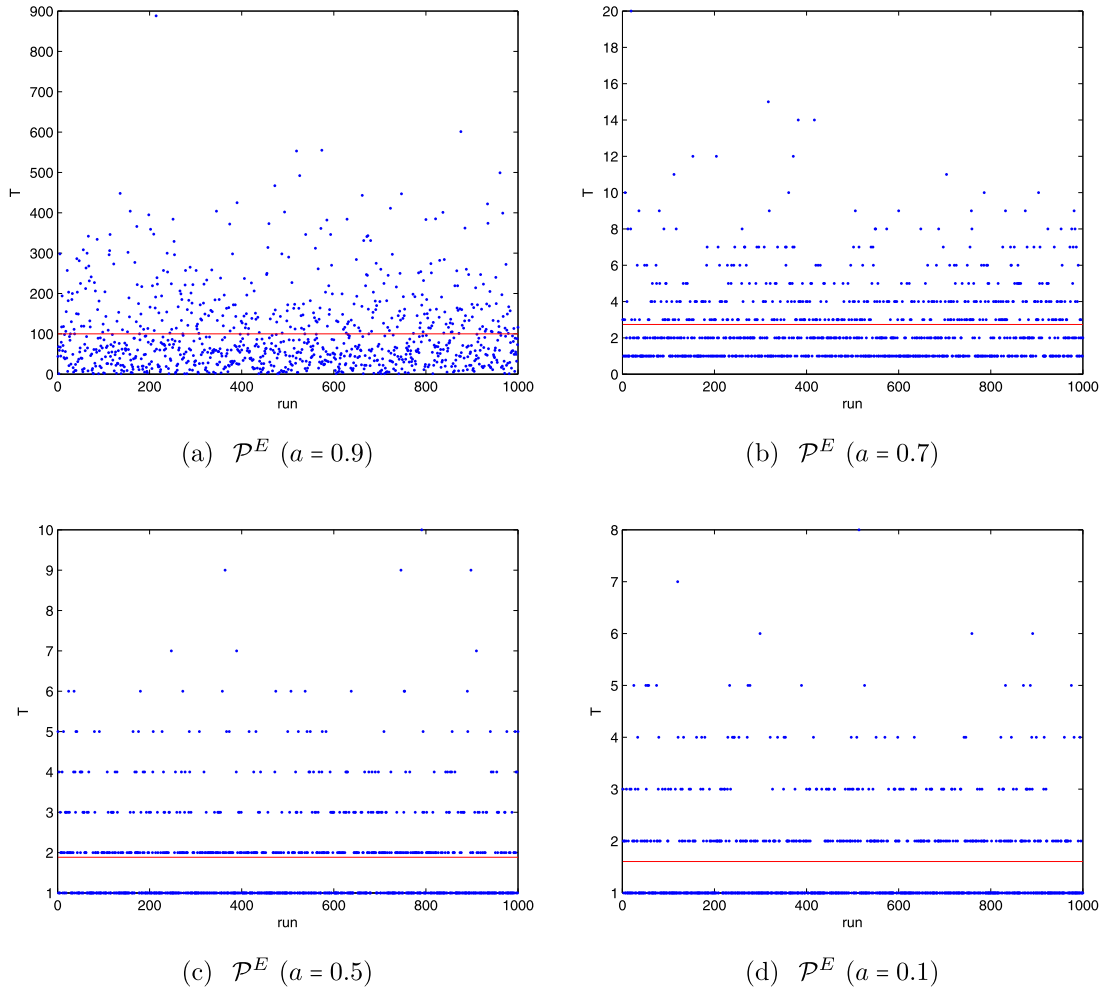 900
800
700
600
500
400
300
200
100
0
T
0 200 400 600 800 1000
run
(a) 𝒫^E (a = 0.9)
20
18
16
14
12
10
8
6
4
2
0
T
0 200 400 600 800 1000
run
(b) 𝒫^E (a = 0.7)
10
9
8
7
6
5
4
3
2
1
T
0 200 400 600 800 1000
run
(c) 𝒫^E (a = 0.5)
8
7
6
5
4
3
2
1
T
0 200 400 600 800 1000
run
(d) 𝒫^E (a = 0.1)